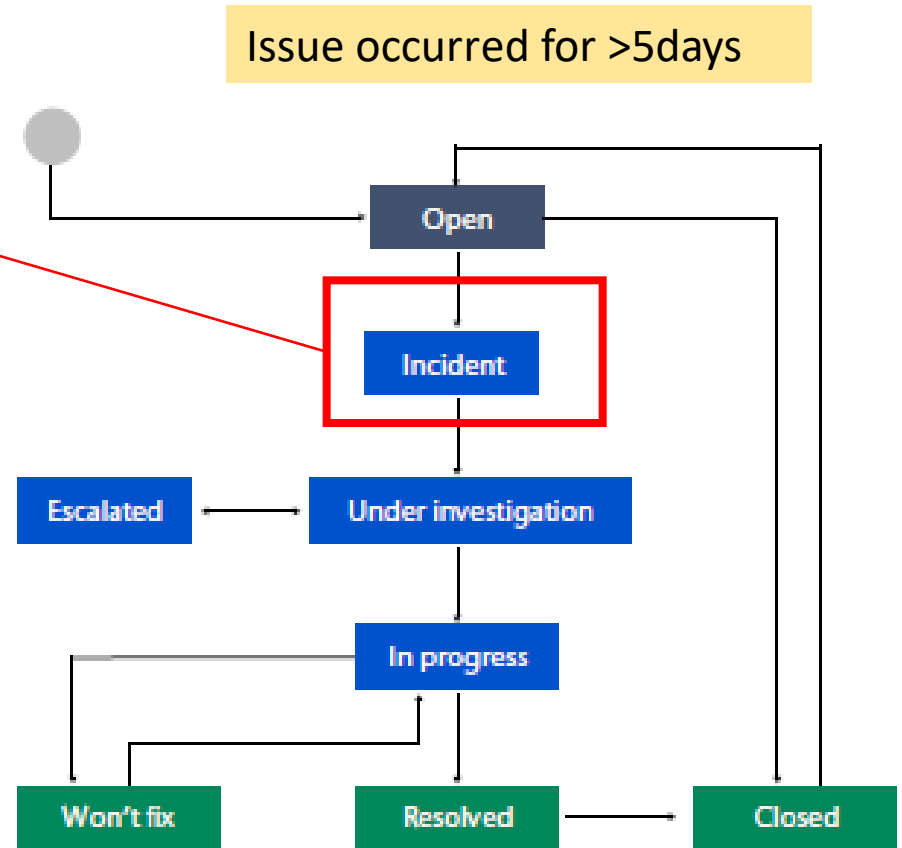 Issue occurred for >5days
Open
Incident
Escalated
Under investigation
In progress
Won't fix
Resolved
Closed